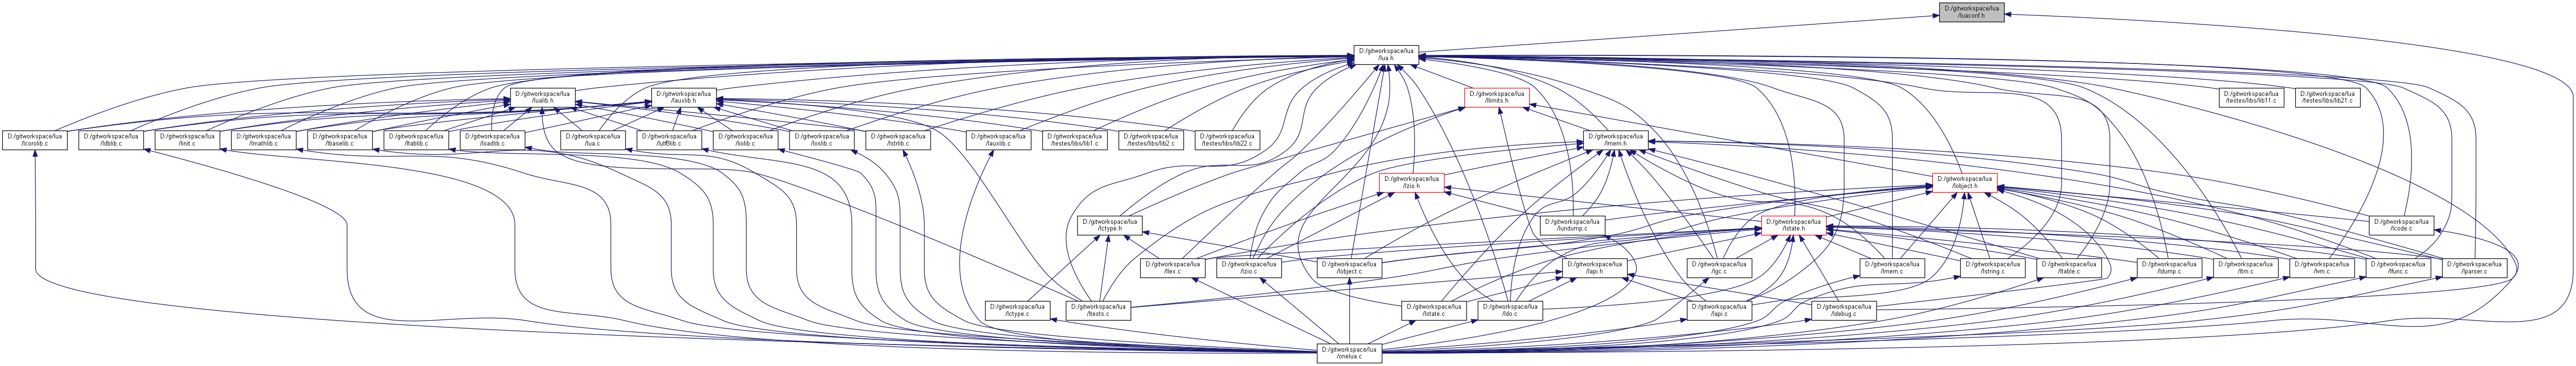 D:/gitworkspace/lua
/luaconf.h
D:/gitworkspace/lua
/lua.h
D:/gitworkspace/lua
/lualib.h
D:/gitworkspace/lua
/lauxlib.h
D:/gitworkspace/lua
/llimits.h
D:/gitworkspace/lua
/testes/libs/lib11.c
D:/gitworkspace/lua
/testes/libs/lib21.c
D:/gitworkspace/lua
/lcorolib.c
D:/gitworkspace/lua
/ldblib.c
D:/gitworkspace/lua
/linit.c
D:/gitworkspace/lua
/lmathlib.c
D:/gitworkspace/lua
/lbaselib.c
D:/gitworkspace/lua
/ltablib.c
D:/gitworkspace/lua
/loadlib.c
D:/gitworkspace/lua
/lua.c
D:/gitworkspace/lua
/lutf8lib.c
D:/gitworkspace/lua
/liolib.c
D:/gitworkspace/lua
/loslib.c
D:/gitworkspace/lua
/lstrlib.c
D:/gitworkspace/lua
/lauxlib.c
D:/gitworkspace/lua
/testes/libs/lib1.c
D:/gitworkspace/lua
/testes/libs/lib2.c
D:/gitworkspace/lua
/testes/libs/lib22.c
D:/gitworkspace/lua
/lmem.h
D:/gitworkspace/lua
/lzio.h
D:/gitworkspace/lua
/lobject.h
D:/gitworkspace/lua
/lctype.h
D:/gitworkspace/lua
/lundump.c
D:/gitworkspace/lua
/lstate.h
D:/gitworkspace/lua
/lcode.c
D:/gitworkspace/lua
/llex.c
D:/gitworkspace/lua
/lzio.c
D:/gitworkspace/lua
/lobject.c
D:/gitworkspace/lua
/lapi.h
D:/gitworkspace/lua
/lgc.c
D:/gitworkspace/lua
/lmem.c
D:/gitworkspace/lua
/lstring.c
D:/gitworkspace/lua
/ltable.c
D:/gitworkspace/lua
/ldump.c
D:/gitworkspace/lua
/ltm.c
D:/gitworkspace/lua
/lvm.c
D:/gitworkspace/lua
/lfunc.c
D:/gitworkspace/lua
/lparser.c
D:/gitworkspace/lua
/lctype.c
D:/gitworkspace/lua
/ltests.c
D:/gitworkspace/lua
/lstate.c
D:/gitworkspace/lua
/ldo.c
D:/gitworkspace/lua
/lapi.c
D:/gitworkspace/lua
/ldebug.c
D:/gitworkspace/lua
/onelua.c